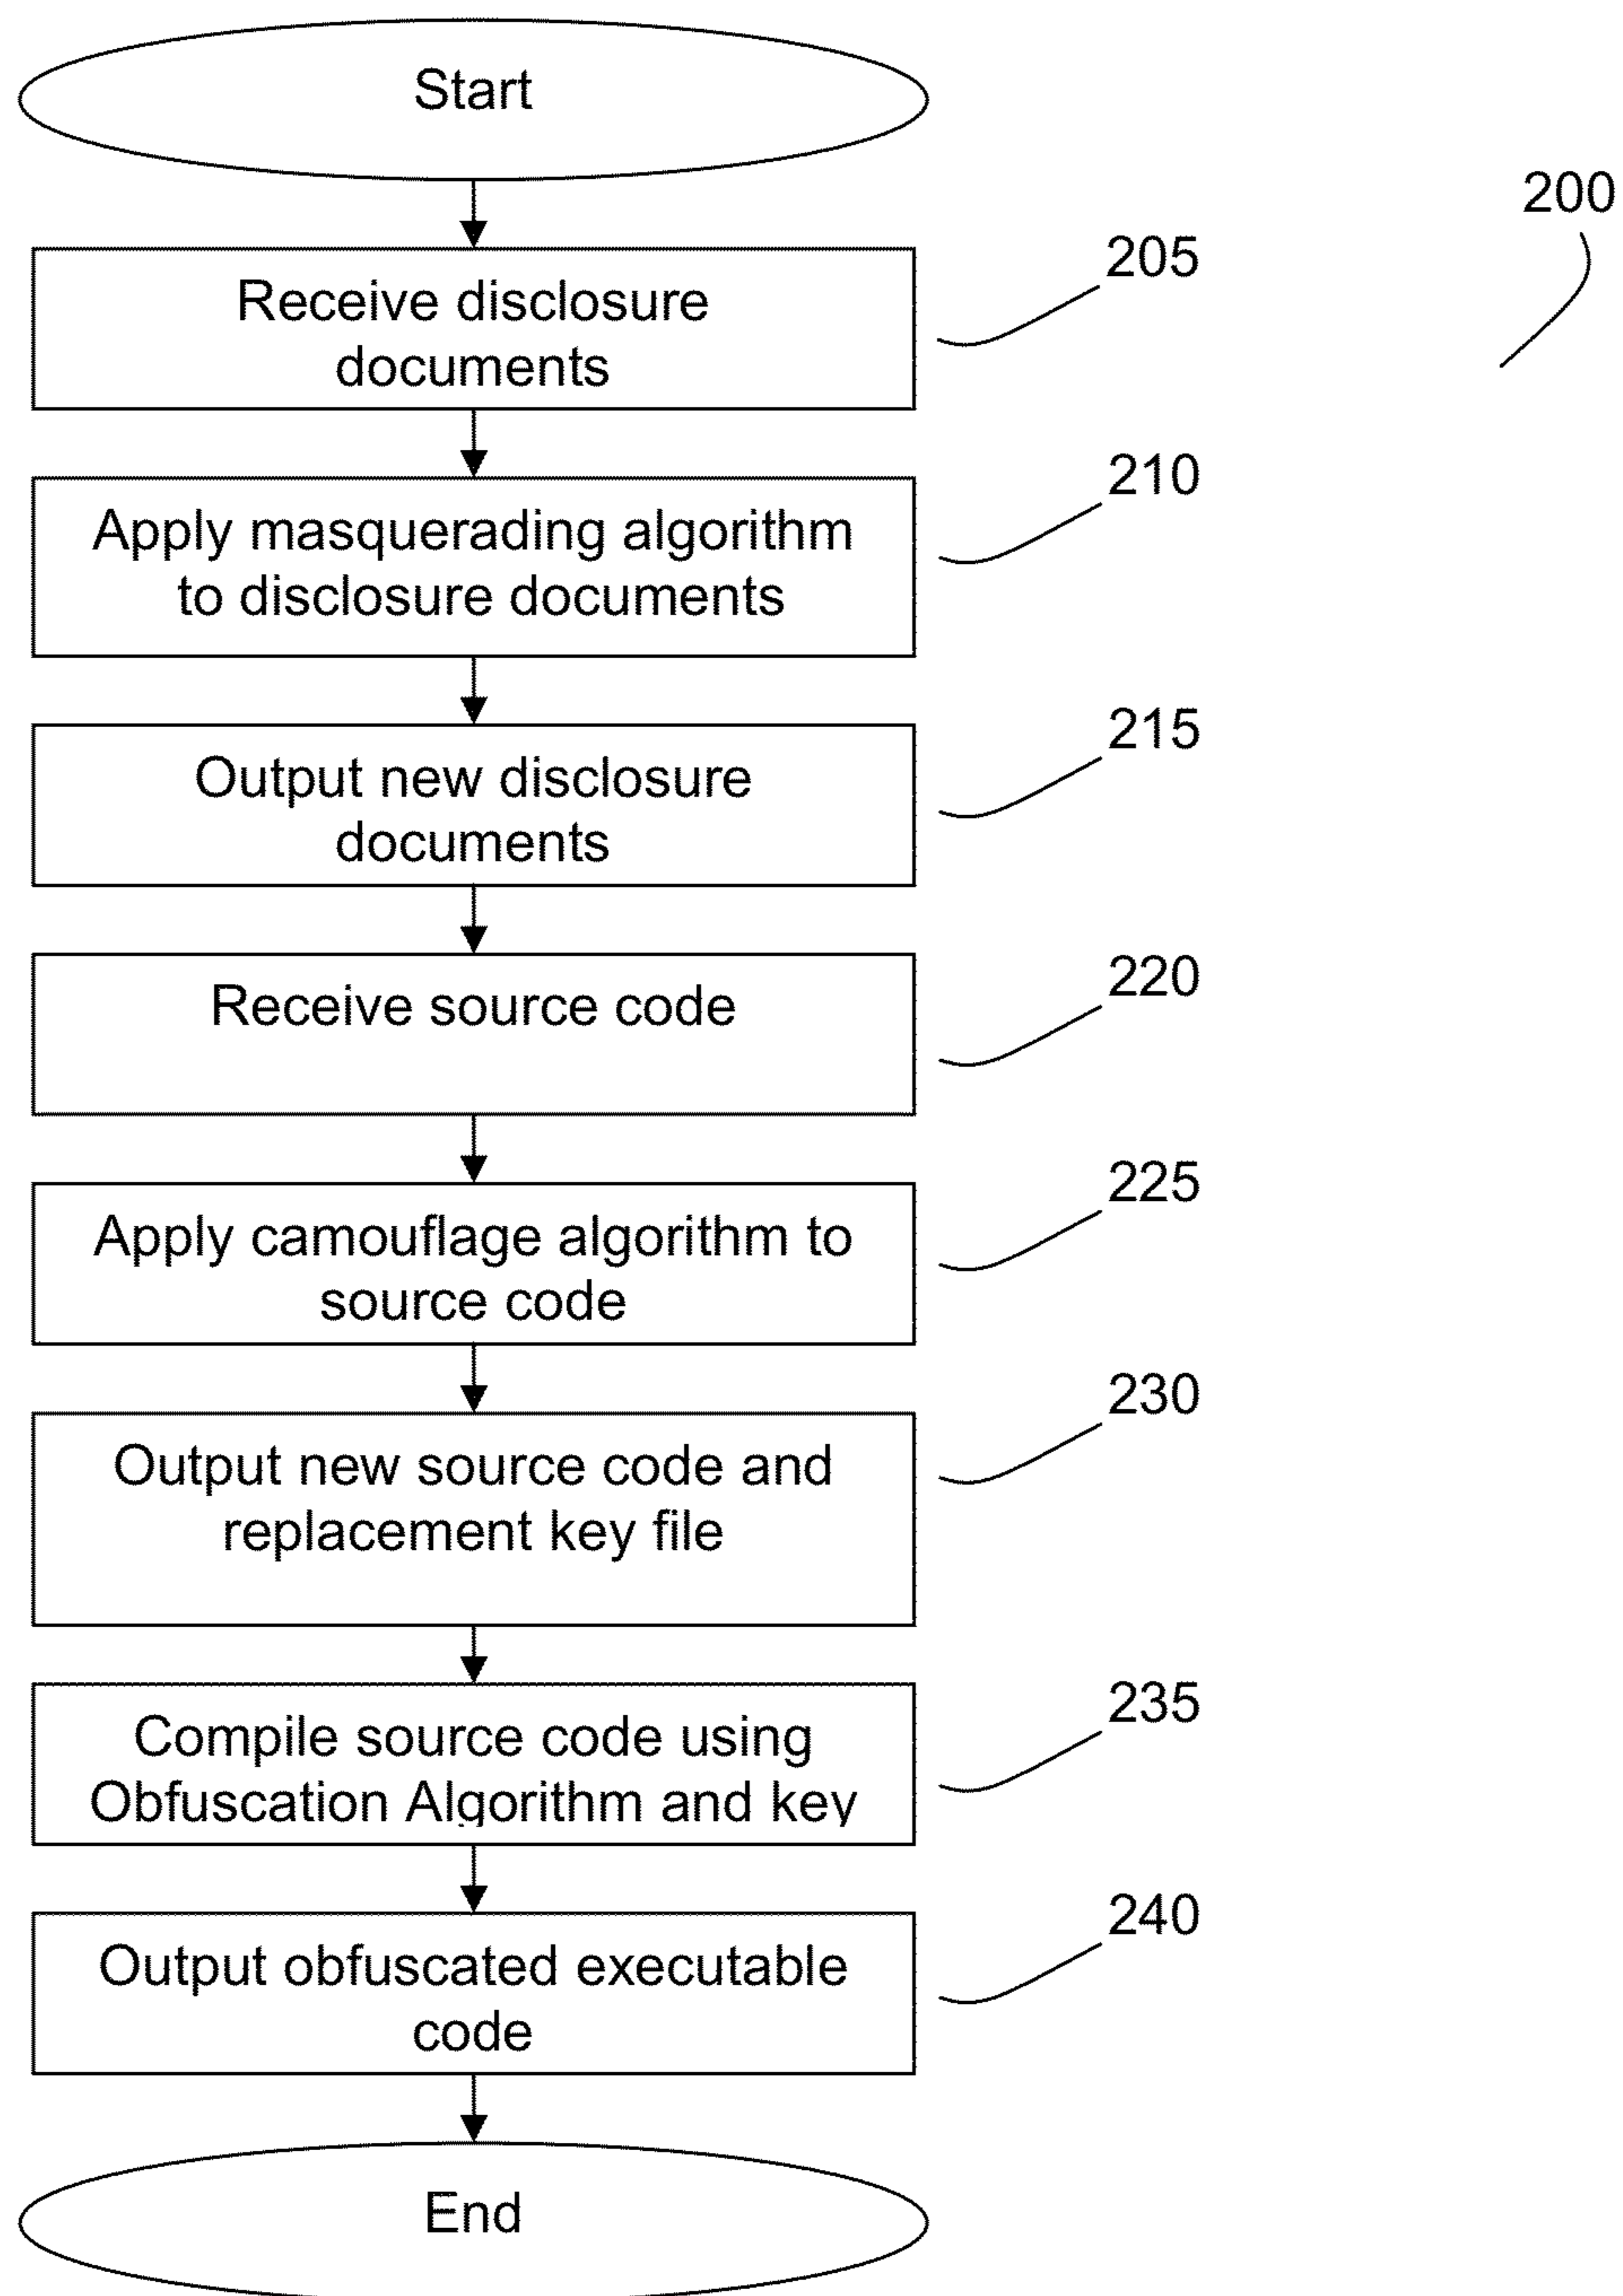 Start
200
205
Receive disclosure
documents
210
Apply masquerading algorithm
to disclosure documents
215
Output new disclosure
documents
220
Receive source code
225
Apply camouflage algorithm to
source code
230
Output new source code and
replacement key file
235
Compile source code using
Obfuscation Algorithm and key
240
Output obfuscated executable
code
End